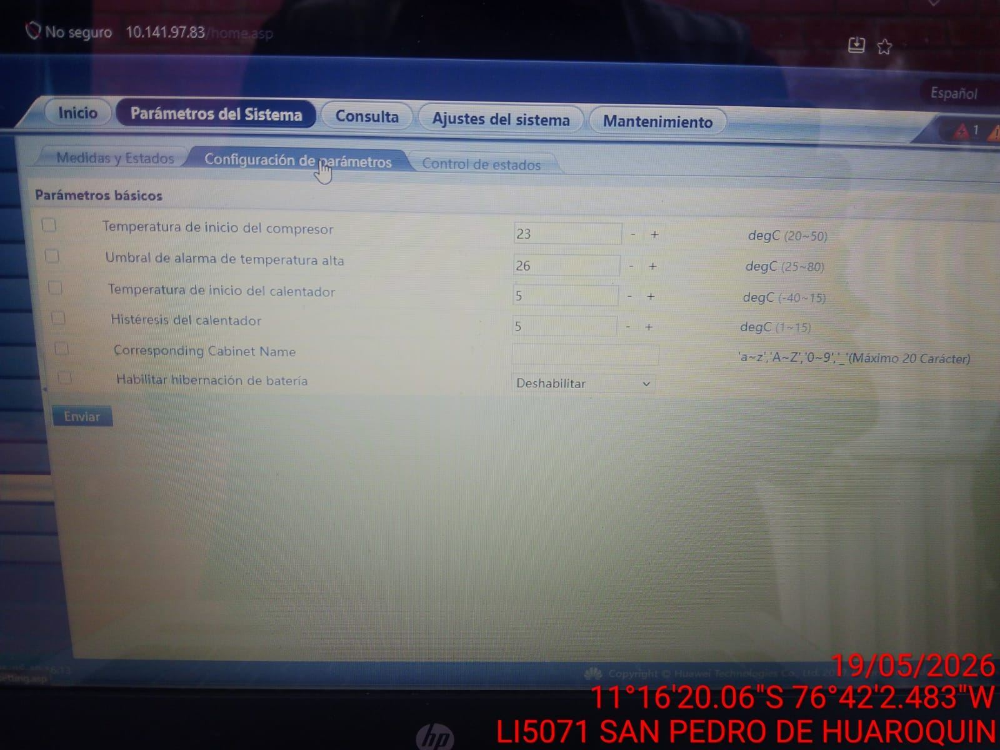 No seguro 10.141.97.83/home.asp
Español
Inicio Parámetros del Sistema Consulta Ajustes del sistema Mantenimiento
1
Medidas y Estados Configuración de parámetros Control de estados
Parámetros básicos
Temperatura de inicio del compresor 23 - + degC (20~50)
Umbral de alarma de temperatura alta 26 - + degC (25~80)
Temperatura de inicio del calentador 5 - + degC (-40~15)
Histéresis del calentador 5 - + degC (1~15)
Corresponding Cabinet Name 'a~z','A~Z','0~9','_'(Máximo 20 Carácter)
Habilitar hibernación de batería Deshabilitar
Enviar
Copyright © Huawei Technologies Co., Ltd.
19/05/2026
11°16'20.06"S 76°42'2.483"W
LI5071 SAN PEDRO DE HUAROQUIN
hp